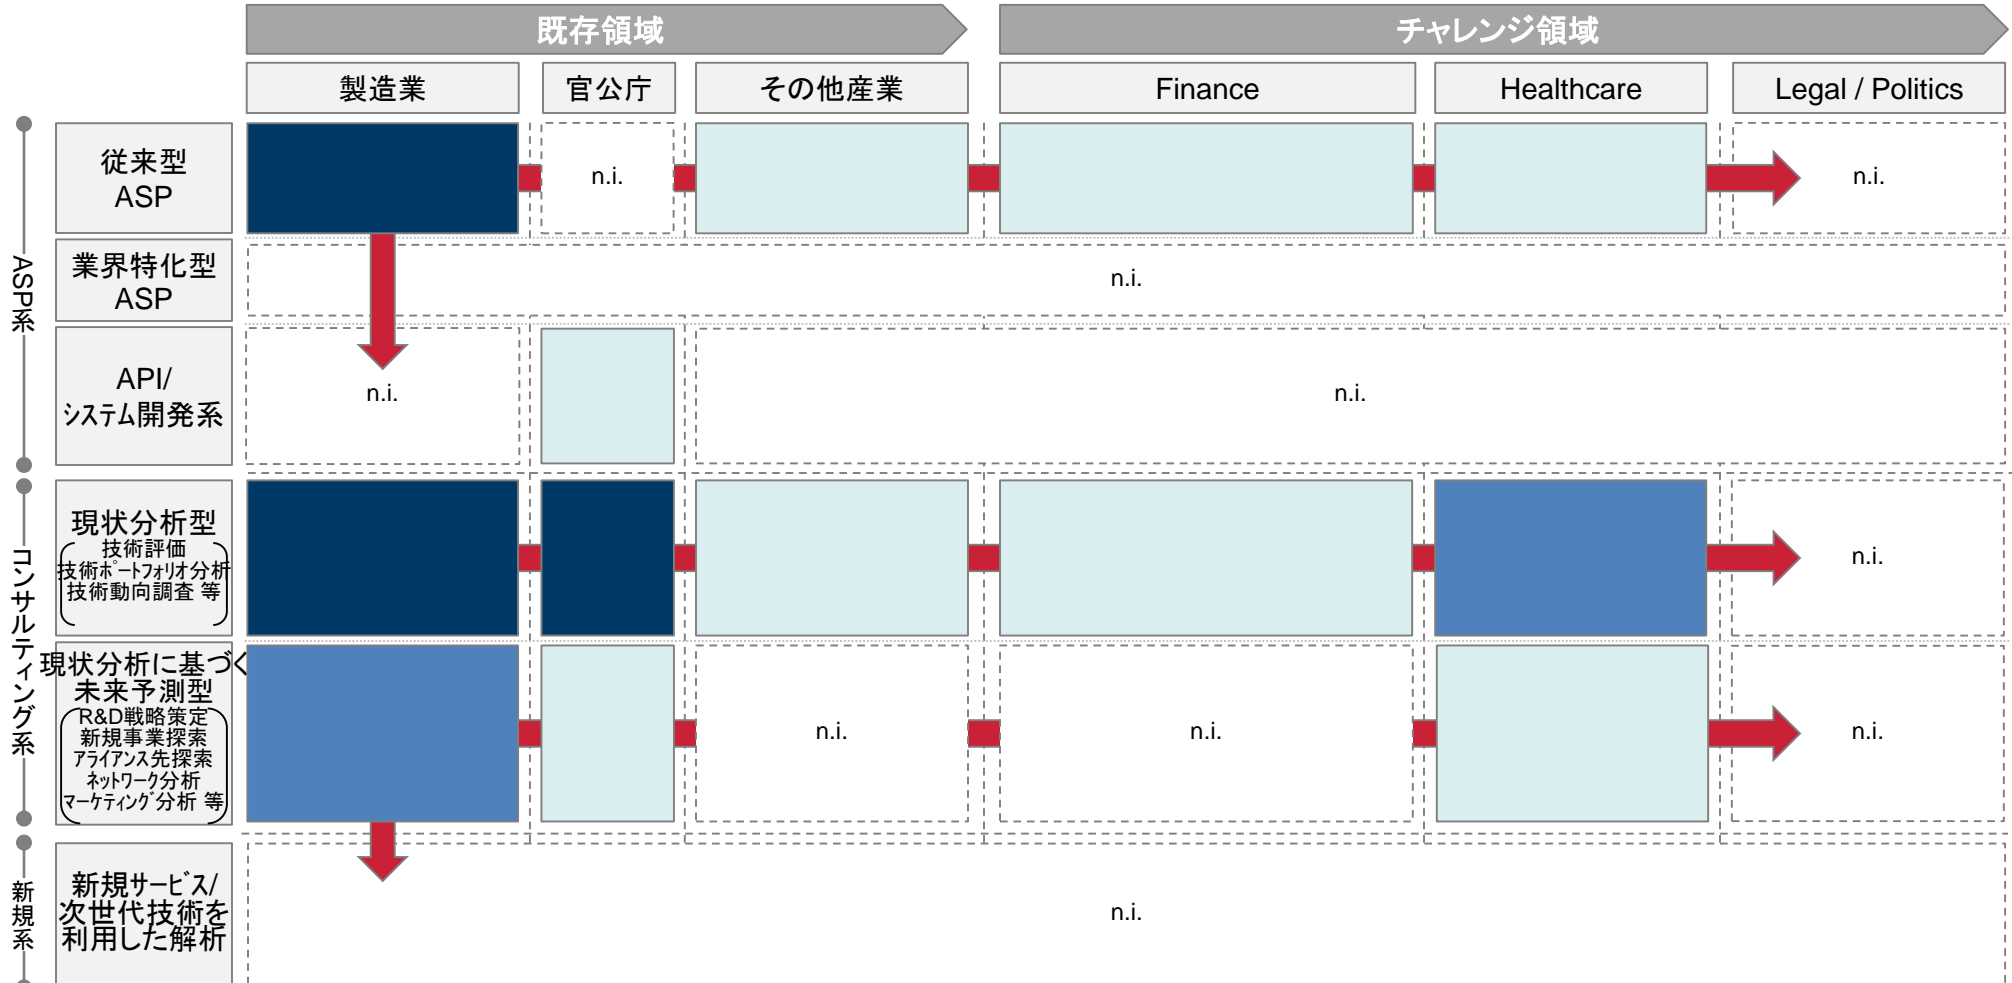 既存領域
チャレンジ領域
製造業
官公庁
その他産業
Finance
Healthcare
Legal / Politics
ASP系
従来型
ASP
n.i.
n.i.
業界特化型
ASP
n.i.
API/
システム開発系
n.i.
n.i.
コンサルティング系
現状分析型
技術評価
技術ポートフォリオ分析
技術動向調査 等
n.i.
現状分析に基づく
未来予測型
R&D戦略策定
新規事業探索
アライアンス先探索
ネットワーク分析
マーケティング分析 等
n.i.
n.i.
n.i.
新規系
新規サービス/
次世代技術を
利用した解析
n.i.